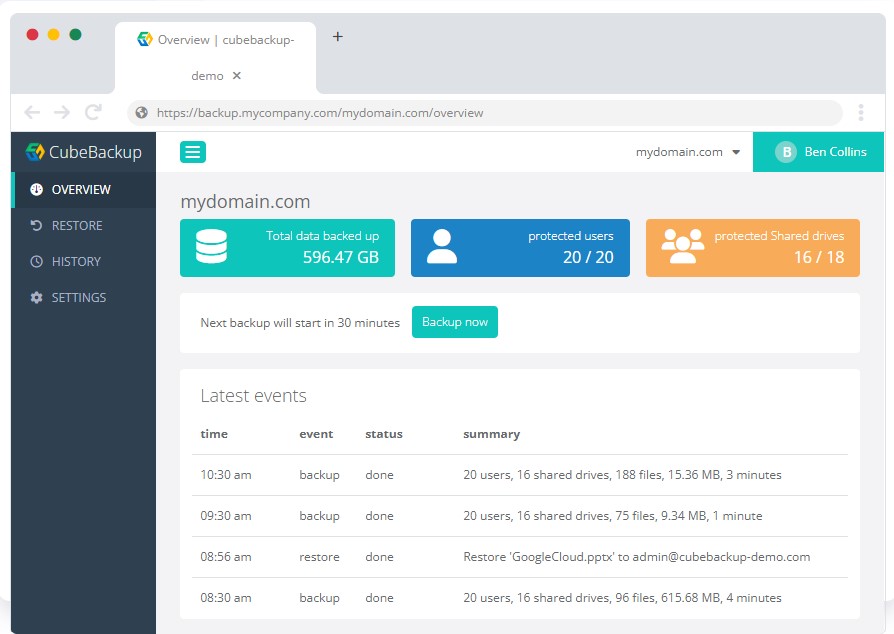 Overview | cubebackup-
demo ×
+
https://backup.mycompany.com/mydomain.com/overview
CubeBackup
mydomain.com
B Ben Collins
OVERVIEW
RESTORE
HISTORY
SETTINGS
mydomain.com
Total data backed up
596.47 GB
protected users
20 / 20
protected Shared drives
16 / 18
Next backup will start in 30 minutes Backup now
Latest events
time event status summary
10:30 am backup done 20 users, 16 shared drives, 188 files, 15.36 MB, 3 minutes
09:30 am backup done 20 users, 16 shared drives, 75 files, 9.34 MB, 1 minute
08:56 am restore done Restore 'GoogleCloud.pptx' to admin@cubebackup-demo.com
08:30 am backup done 20 users, 16 shared drives, 96 files, 615.68 MB, 4 minutes